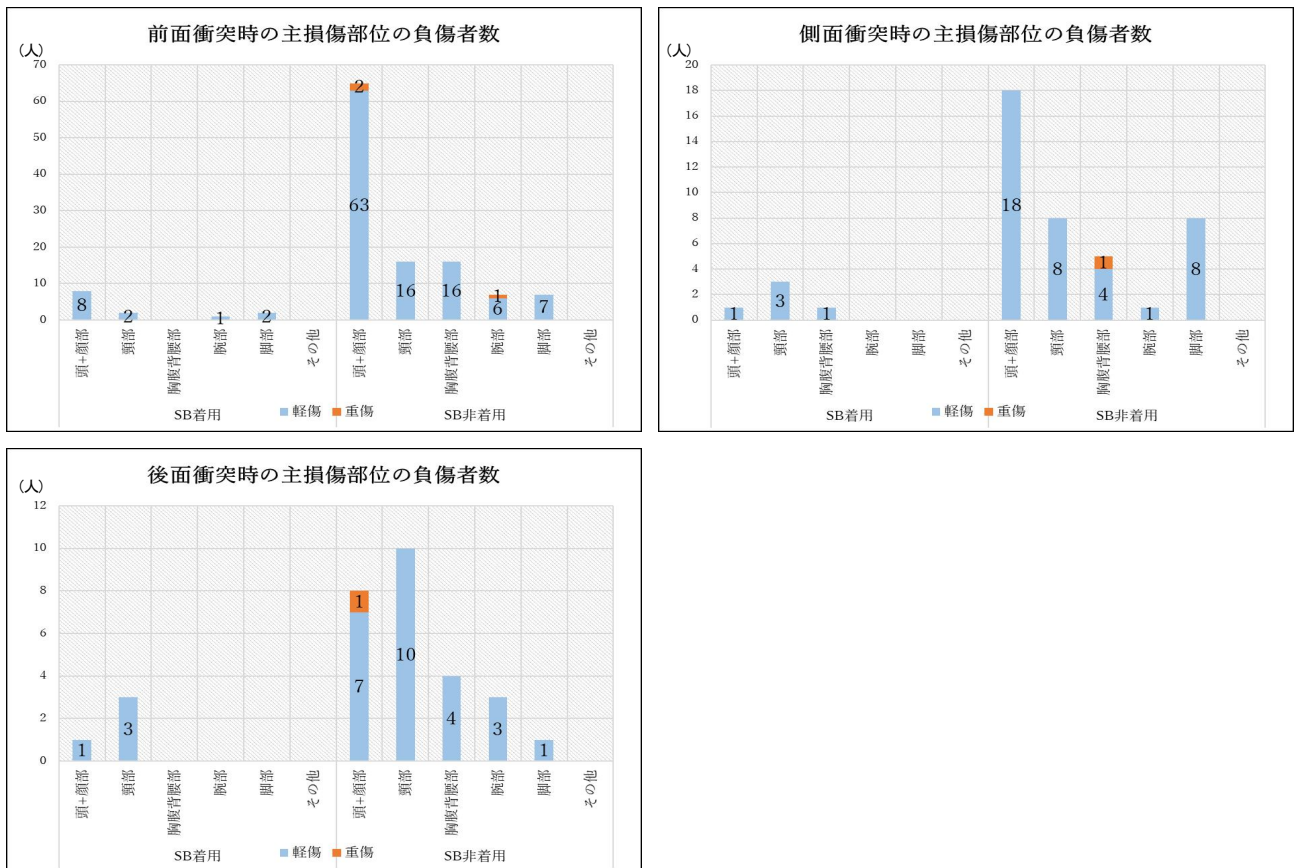 前面衝突時の主損傷部位の負傷者数
(人)
70
60
50
40
30
20
10
0
8
2
1
2
63
2
16
16
6
1
7
頭+顔部
頸部
胸腹背腰部
腕部
脚部
その他
頭+顔部
頸部
胸腹背腰部
腕部
脚部
その他
SB着用
軽傷 重傷
SB非着用
側面衝突時の主損傷部位の負傷者数
(人)
20
18
16
14
12
10
8
6
4
2
0
1
3
1
18
8
4
1
1
8
頭+顔部
頸部
胸腹背腰部
腕部
脚部
その他
頭+顔部
頸部
胸腹背腰部
腕部
脚部
その他
SB着用
軽傷 重傷
SB非着用
後面衝突時の主損傷部位の負傷者数
(人)
12
10
8
6
4
2
0
1
3
7
1
10
4
3
1
頭+顔部
頸部
胸腹背腰部
腕部
脚部
その他
頭+顔部
頸部
胸腹背腰部
腕部
脚部
その他
SB着用
軽傷 重傷
SB非着用